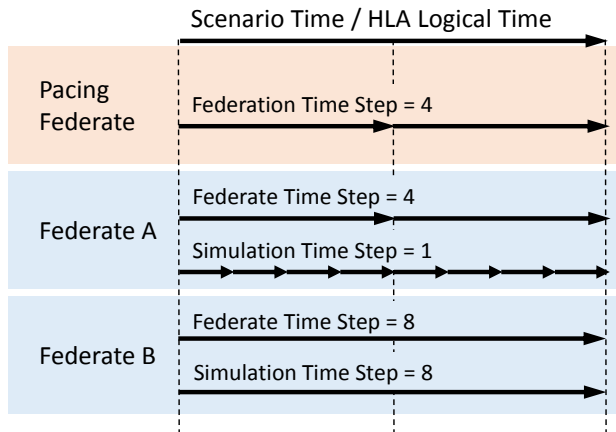 Scenario Time / HLA Logical Time
Pacing
Federate
Federation Time Step = 4
Federate A
Federate Time Step = 4
Simulation Time Step = 1
Federate B
Federate Time Step = 8
Simulation Time Step = 8